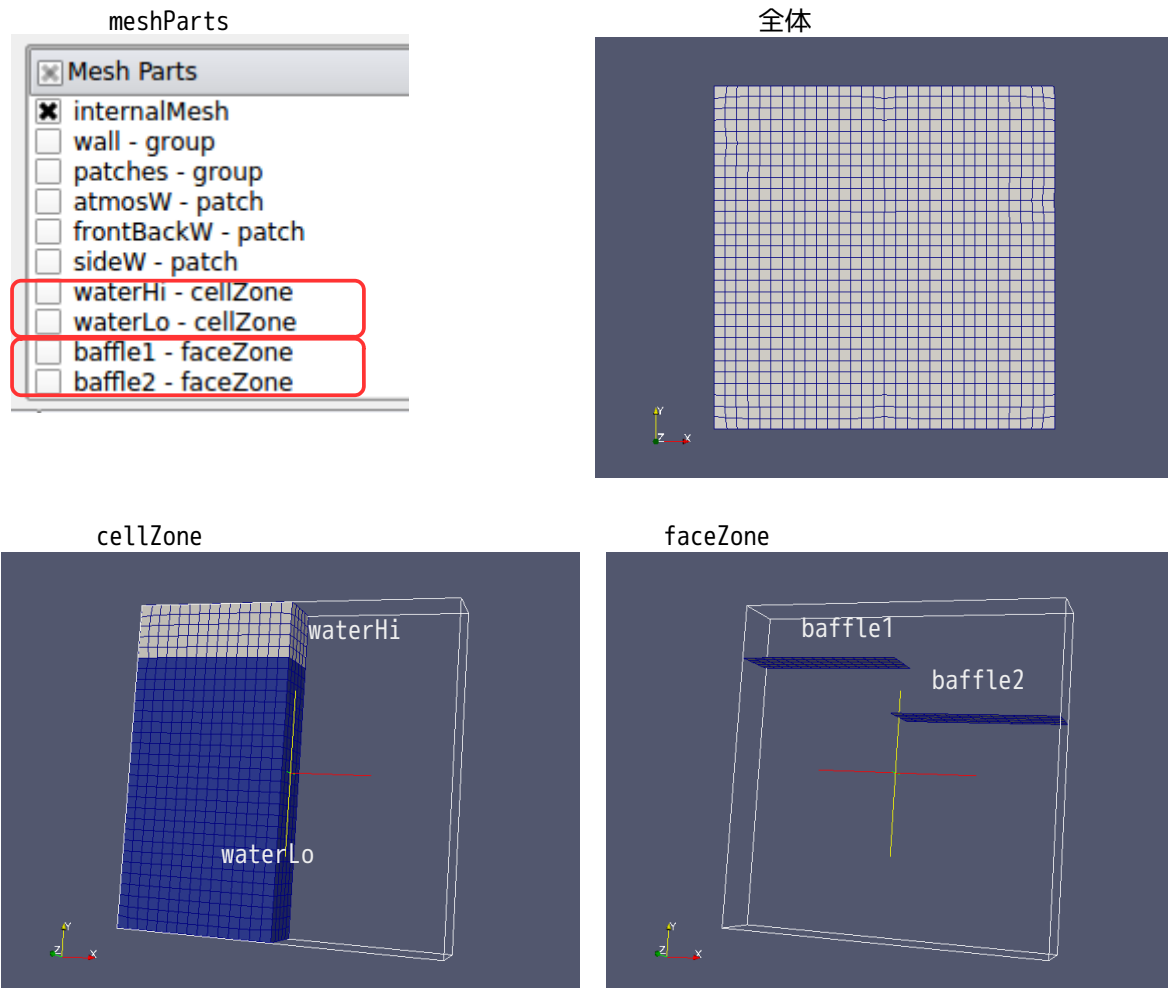 meshParts
全体
Mesh Parts
internalMesh
wall - group
patches - group
atmosW - patch
frontBackW - patch
sideW - patch
waterHi - cellZone
waterLo - cellZone
baffle1 - faceZone
baffle2 - faceZone
Y
Z X
cellZone
faceZone
waterHi
waterLo
Y
Z X
baffle1
baffle2
Y
Z X